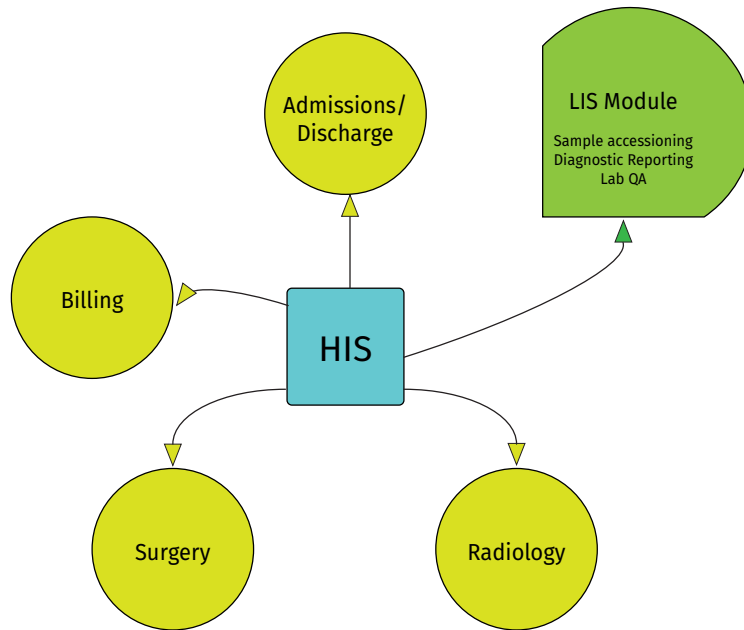 Admissions/
Discharge
LIS Module
Sample accessioning
Diagnostic Reporting
Lab QA
Billing
HIS
Surgery
Radiology